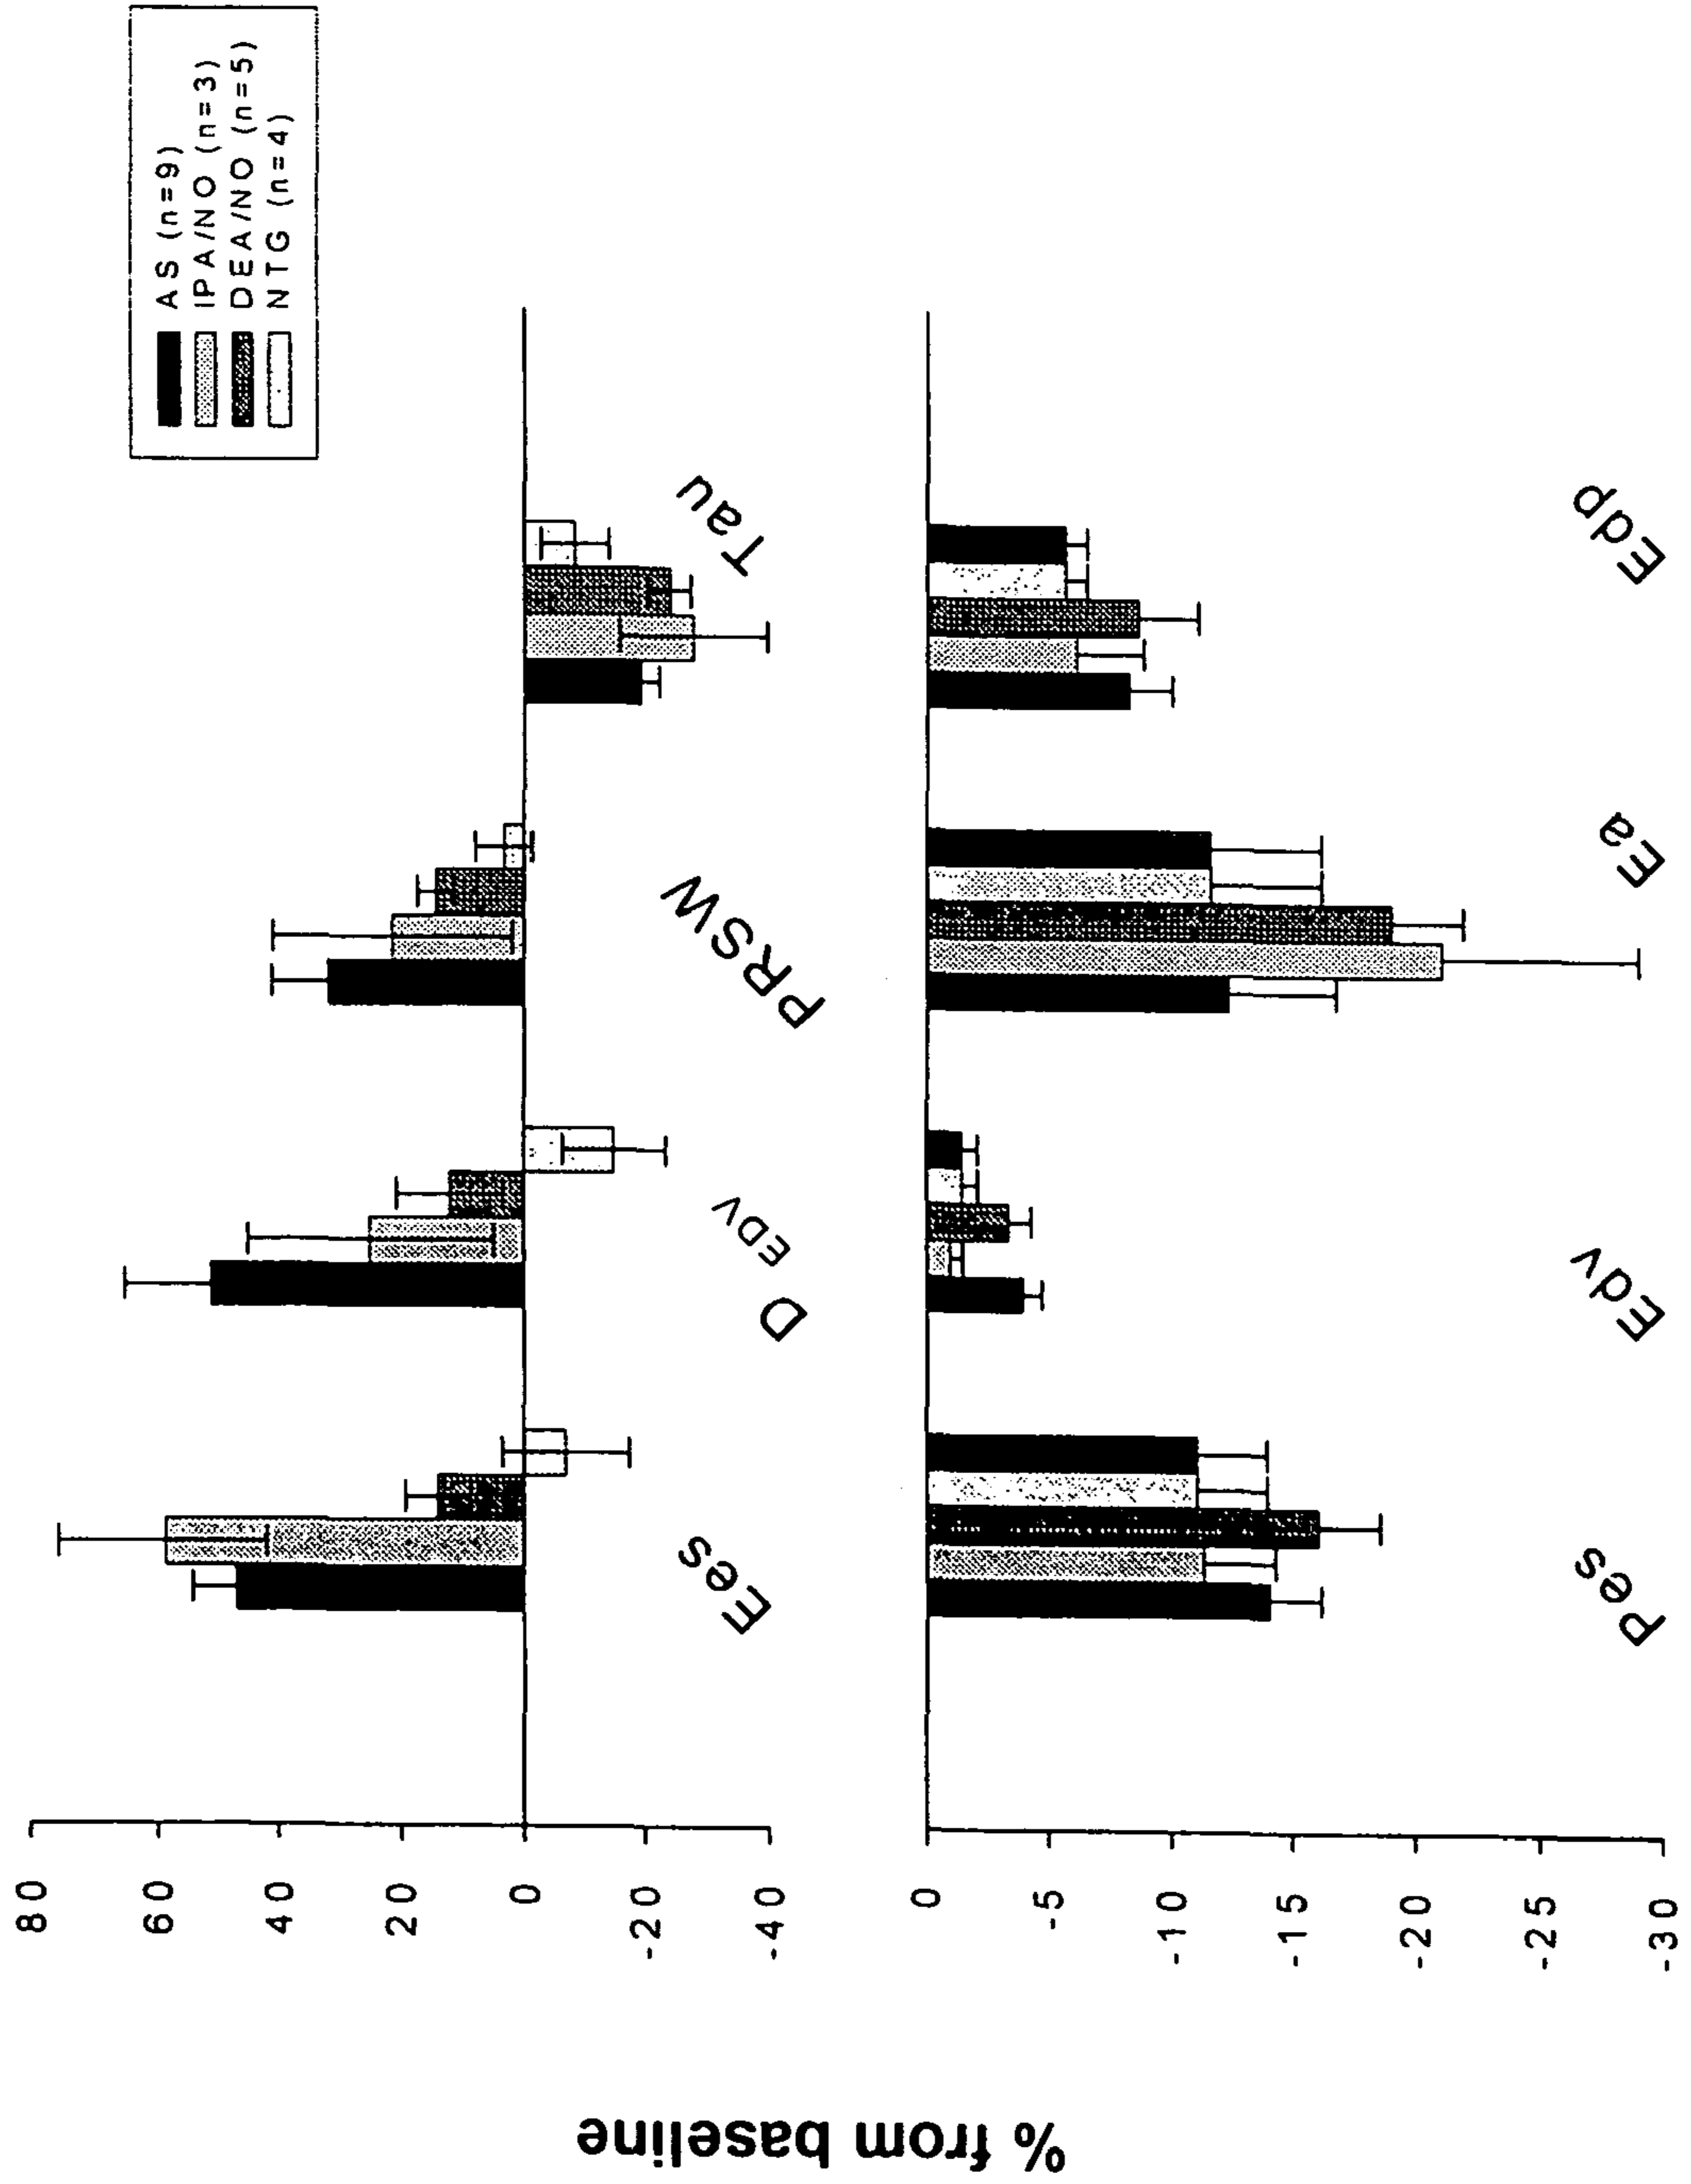 AS (n=9)
IPA/NO (n=3)
DEA/NO (n=5)
NTG (n=4)
% from baseline
80
60
40
20
0
-20
-40
Ees
D EDV
PRSW
Tau
0
-5
-10
-15
-20
-25
-30
Pes
Edv
Ea
Edp